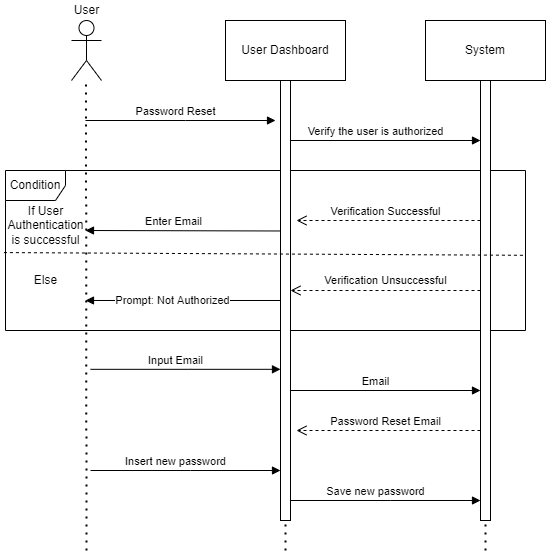 User
User Dashboard
System
Password Reset
Verify the user is authorized
Condition
If User
Authentication
is successful
Verification Successful
Enter Email
Else
Verification Unsuccessful
Prompt: Not Authorized
Input Email
Email
Password Reset Email
Insert new password
Save new password